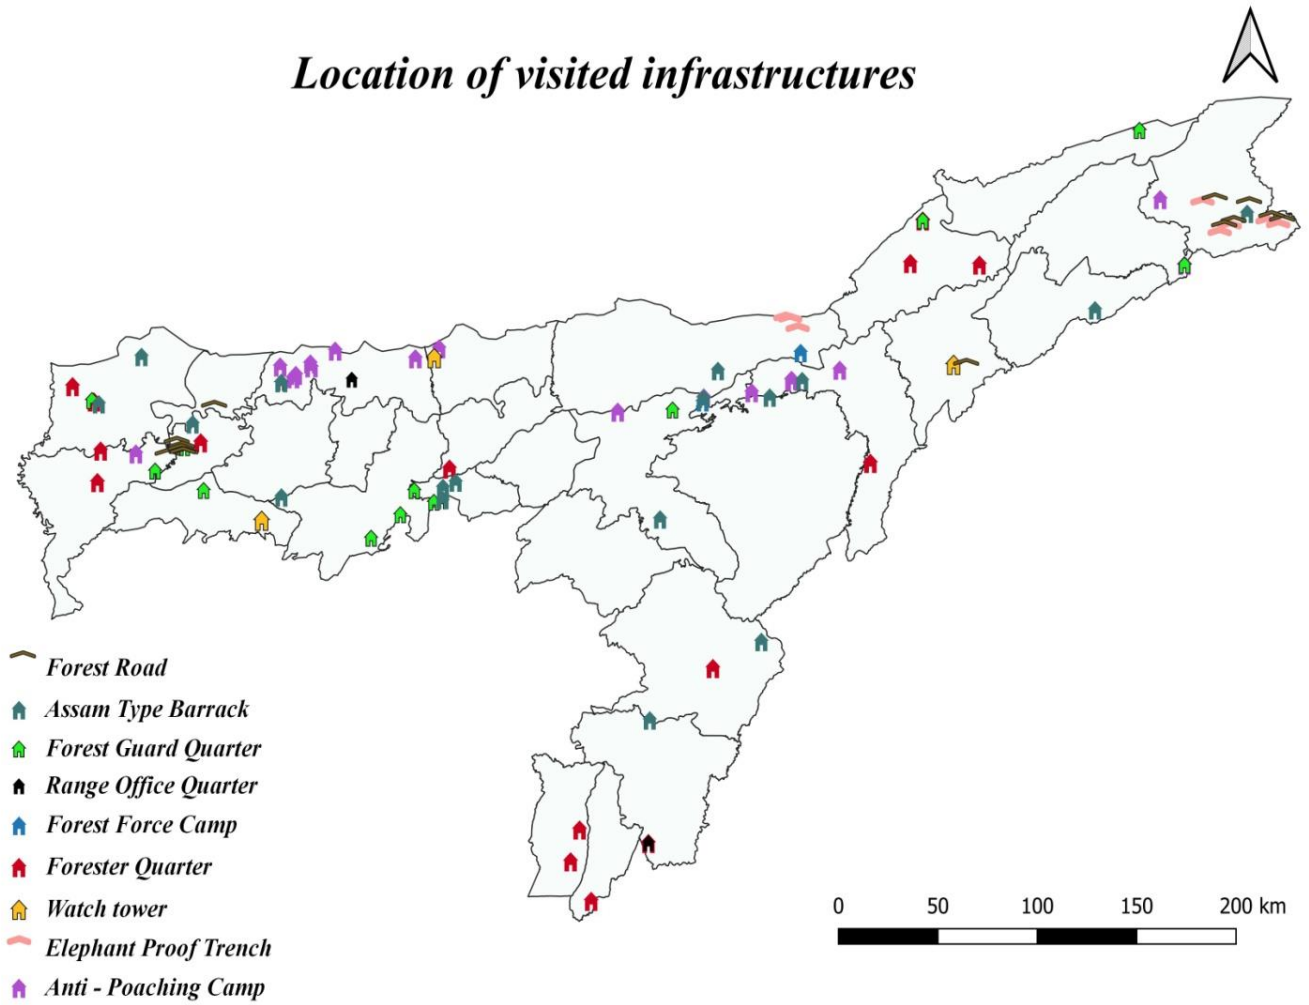 Location of visited infrastructures
Forest Road
Assam Type Barrack
Forest Guard Quarter
Range Office Quarter
Forest Force Camp
Forester Quarter
Watch tower
Elephant Proof Trench
Anti - Poaching Camp
0 50 100 150 200 km